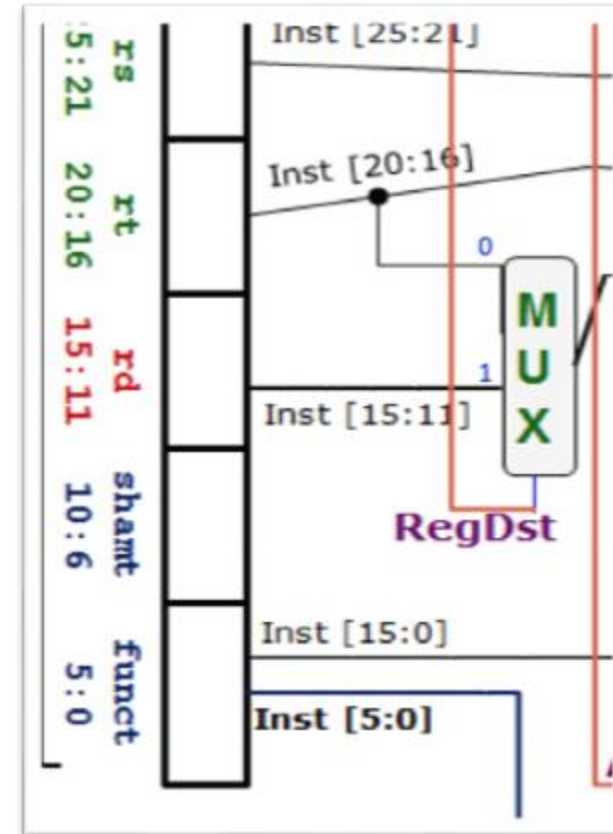 Inst [25:21]
rs
5:21
Inst [20:16]
rt
20:16
0
MUX
1
rd
15:11
Inst [15:11]
shamt
10:6
RegDst
Inst [15:0]
funct
5:0
Inst [5:0]